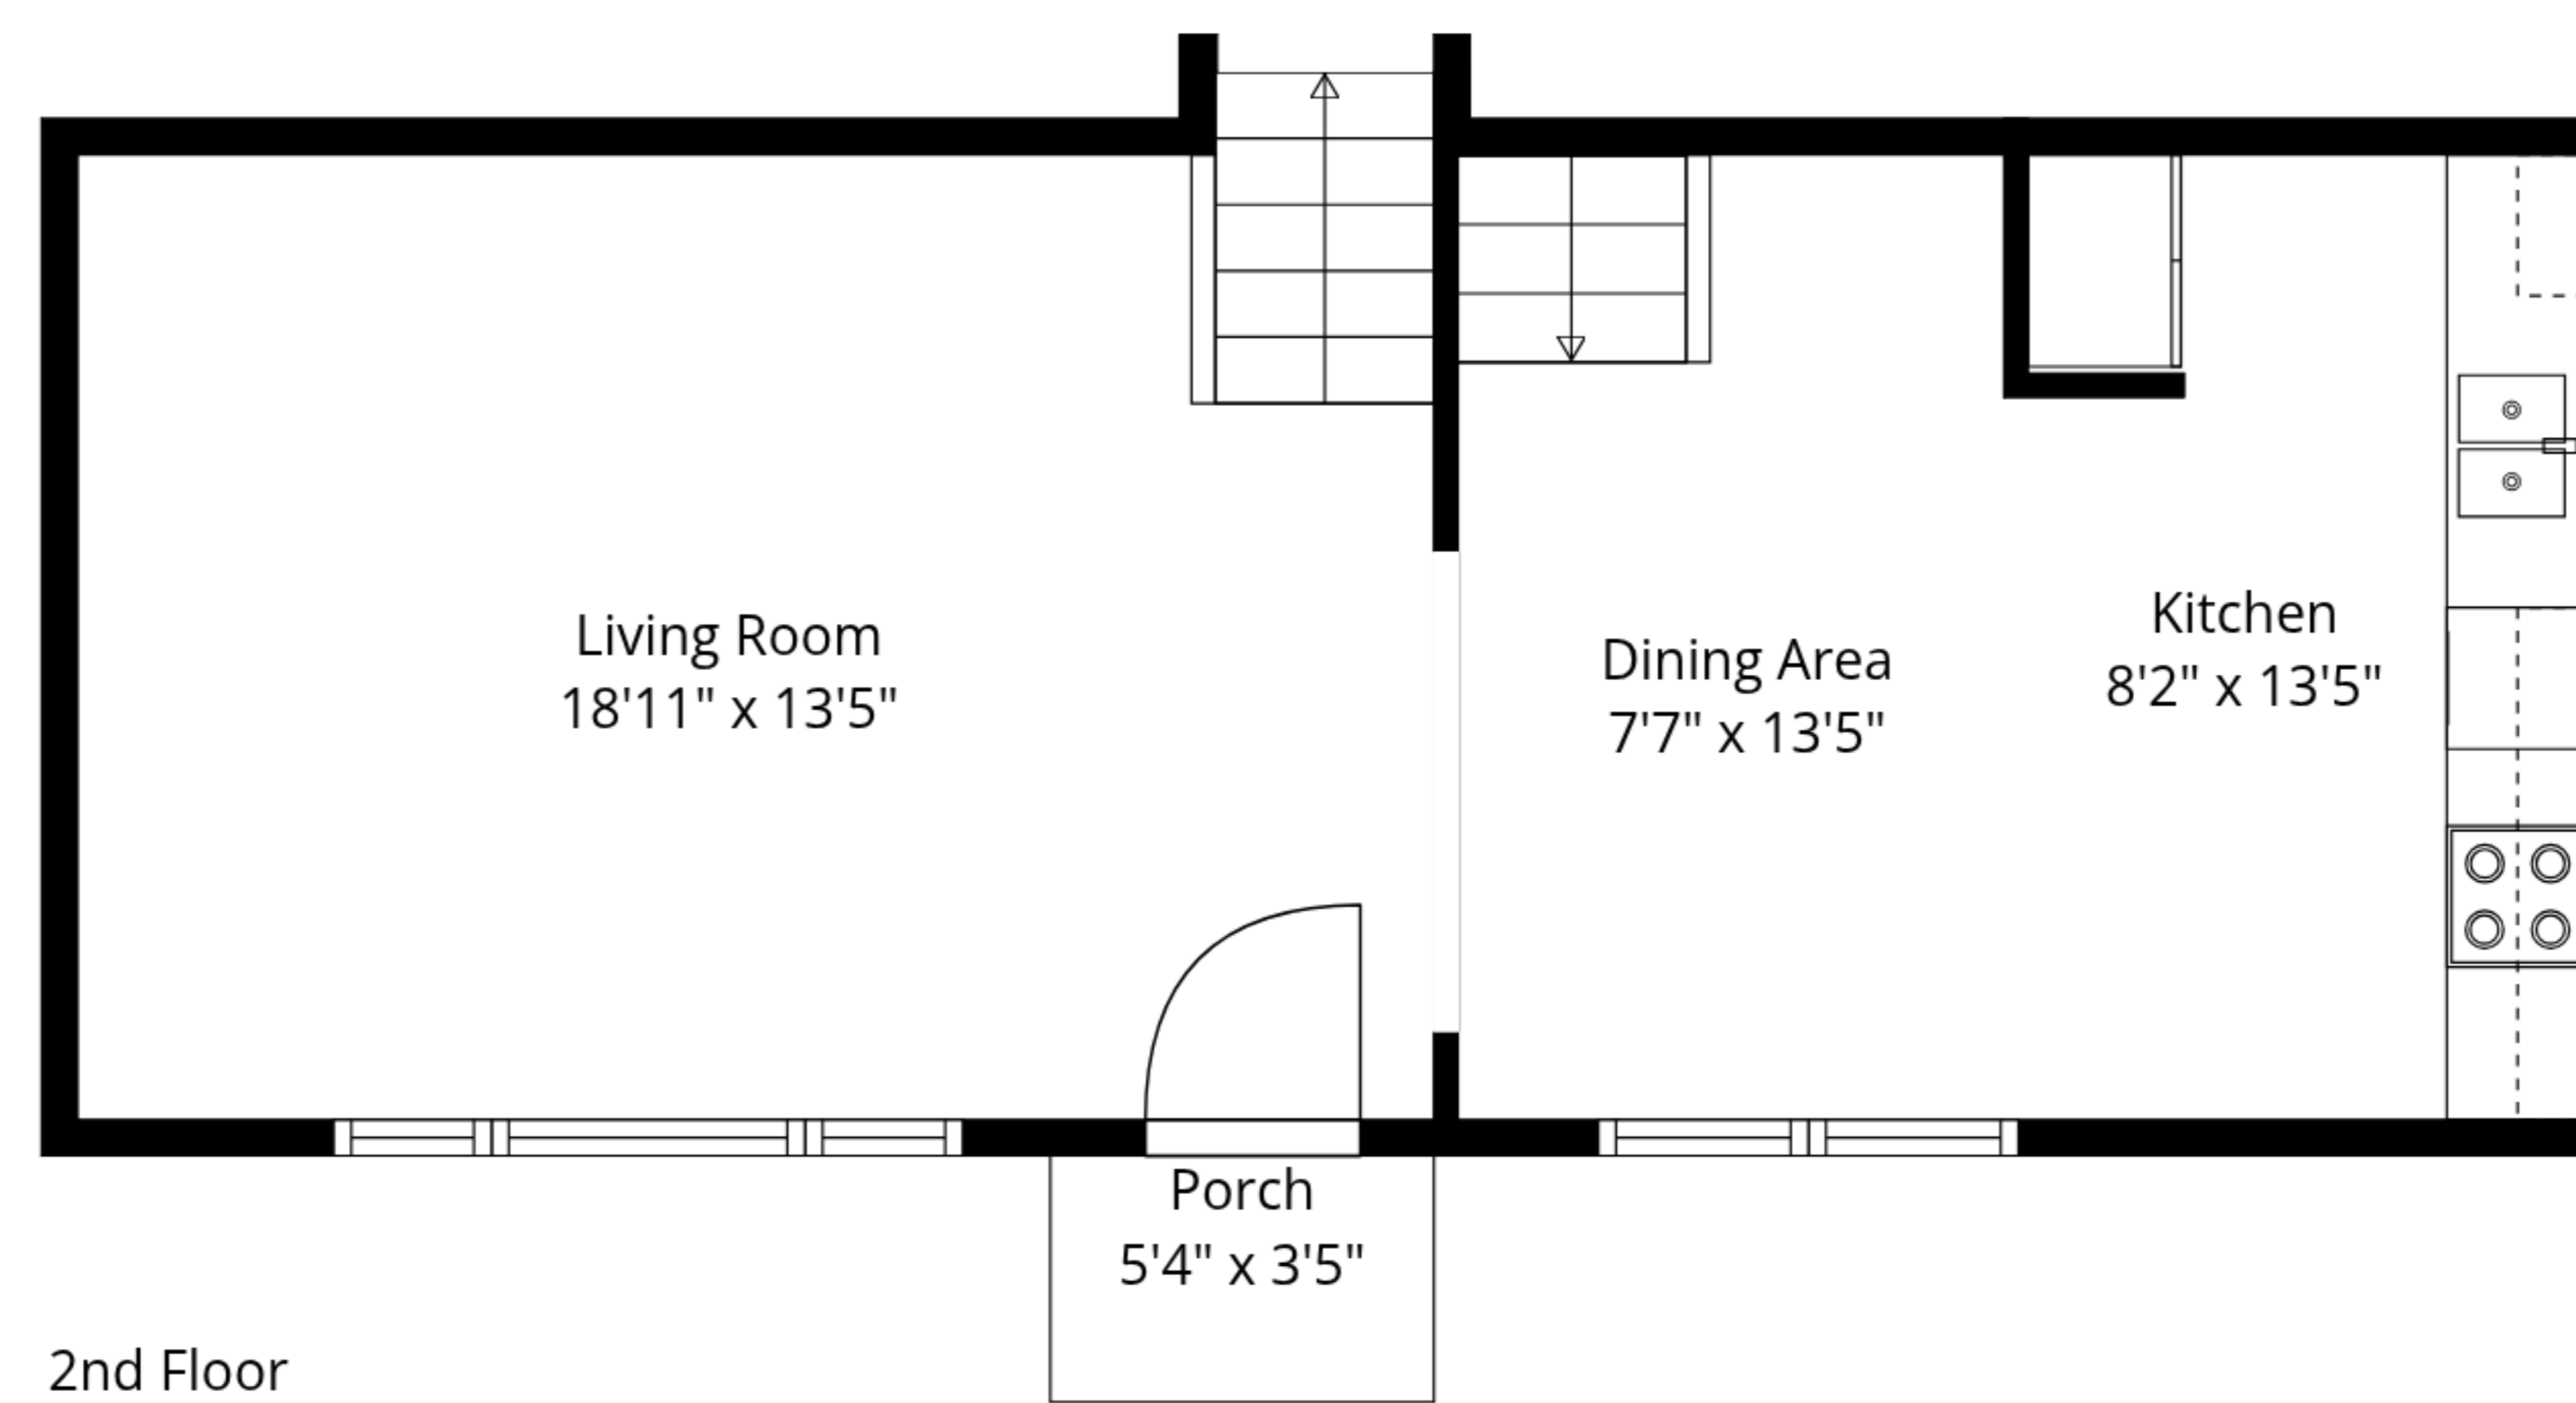 Living Room
18'11" x 13'5"
Dining Area
7'7" x 13'5"
Kitchen
8'2" x 13'5"
Porch
5'4" x 3'5"
2nd Floor